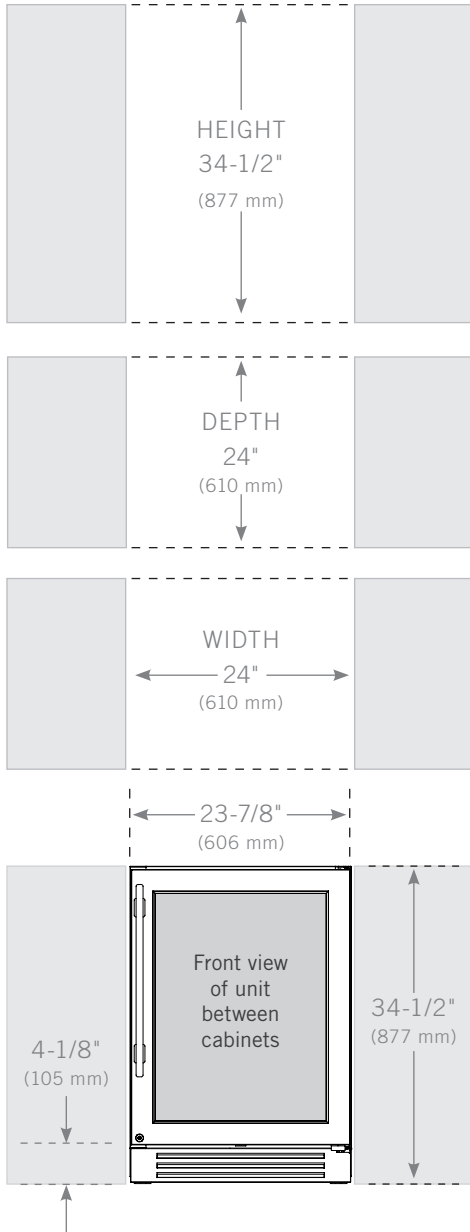 HEIGHT
34-1/2"
(877 mm)
DEPTH
24"
(610 mm)
WIDTH
24"
(610 mm)
23-7/8"
(606 mm)
Front view
of unit
between
cabinets
34-1/2"
(877 mm)
4-1/8"
(105 mm)